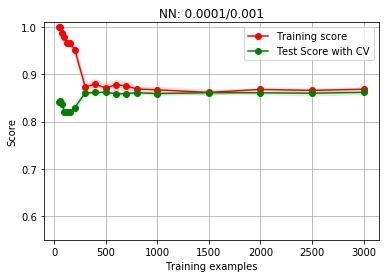 NN: 0.0001/0.001
1.0
0.9
0.8
0.7
0.6
Score
Training score
Test Score with CV
0 500 1000 1500 2000 2500 3000
Training examples